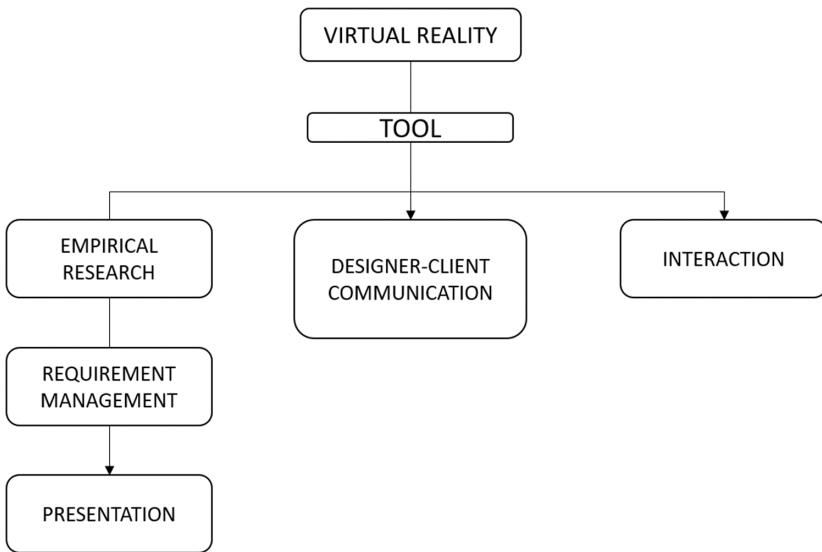 VIRTUAL REALITY
TOOL
EMPIRICAL
RESEARCH
DESIGNER-CLIENT
COMMUNICATION
INTERACTION
REQUIREMENT
MANAGEMENT
PRESENTATION